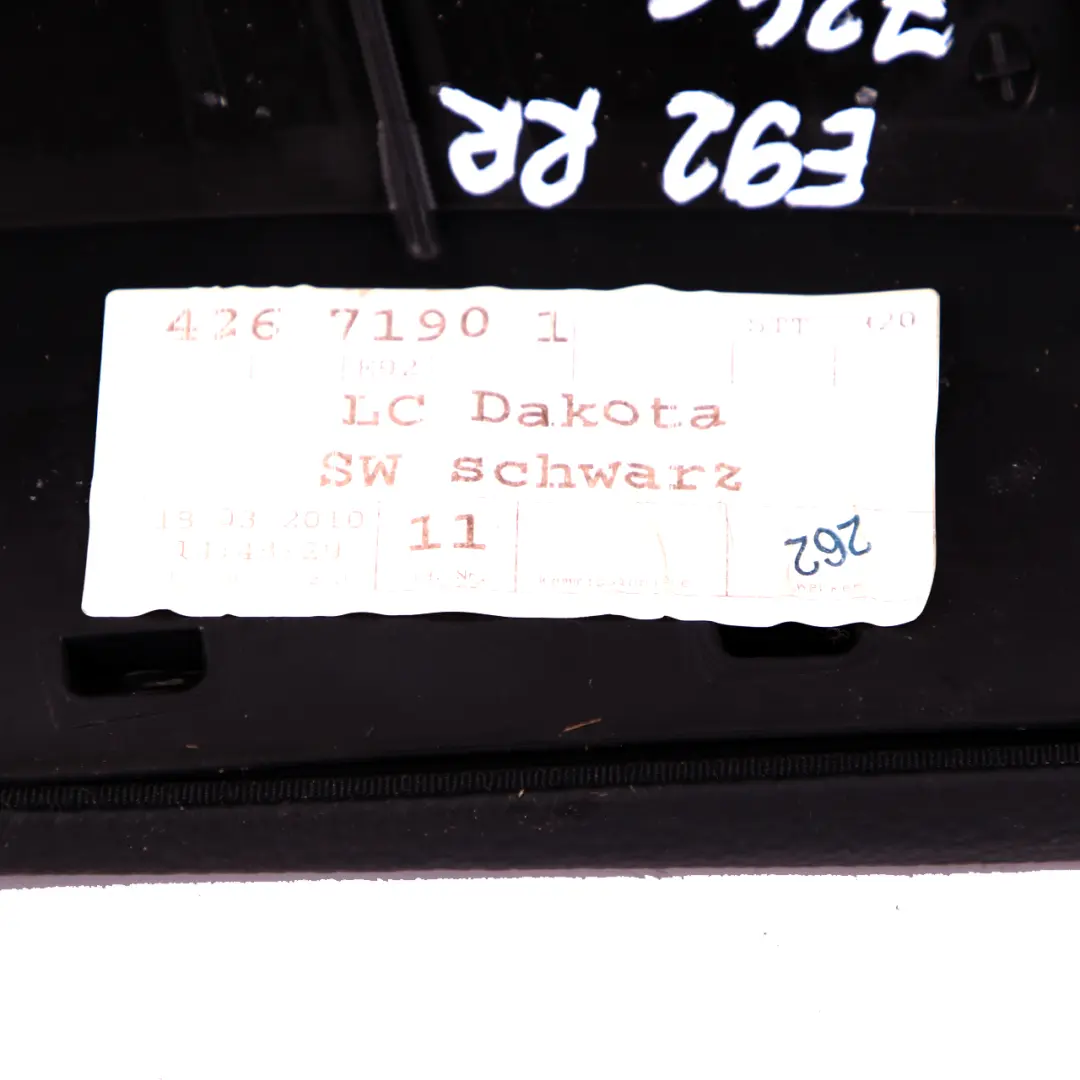 E92 RR
426 7190 1
E92
LC Dakota
SW schwarz
18 03 2010
11
262